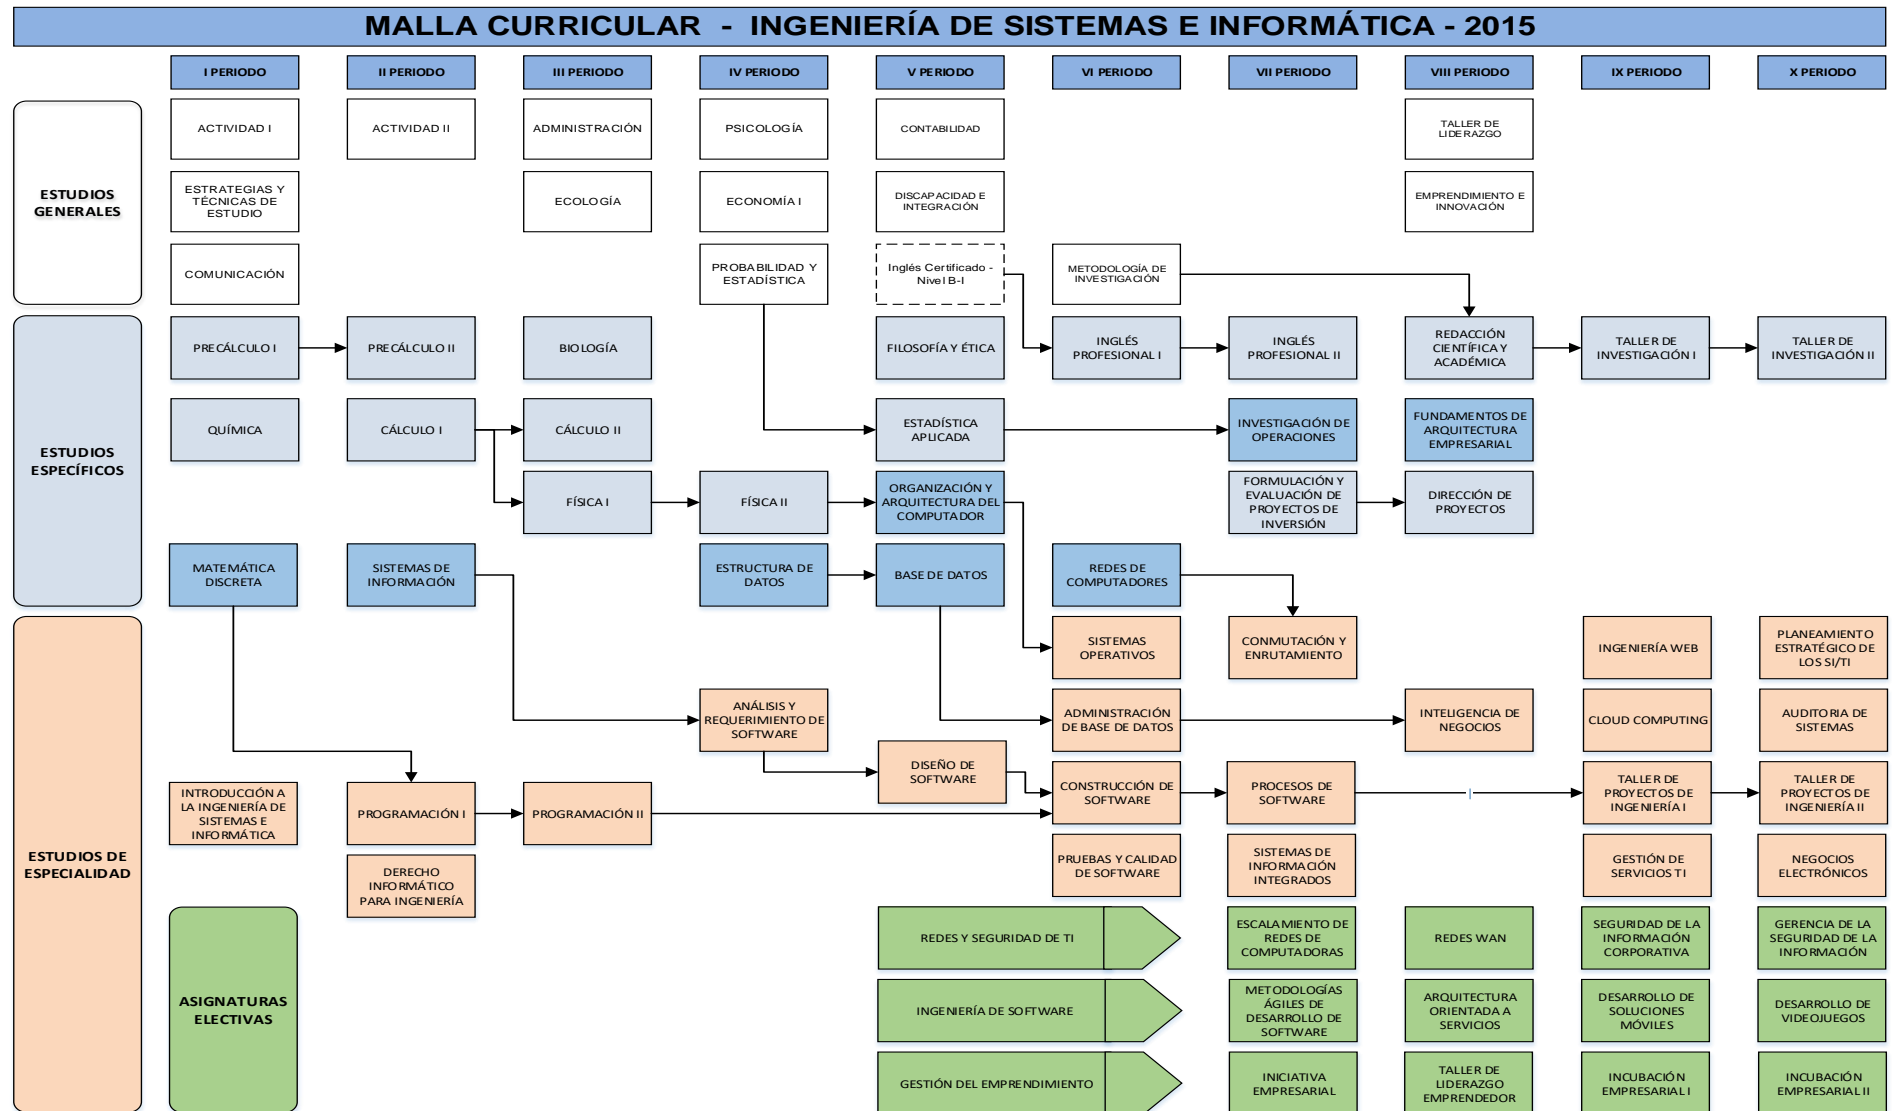 MALLA CURRICULAR - INGENIERÍA DE SISTEMAS E INFORMÁTICA - 2015
I PERIODO
II PERIODO
III PERIODO
IV PERIODO
V PERIODO
VI PERIODO
VII PERIODO
VIII PERIODO
IX PERIODO
X PERIODO
ESTUDIOS
GENERALES
ACTIVIDAD I
ACTIVIDAD II
ADMINISTRACIÓN
PSICOLOGÍA
CONTABILIDAD
TALLER DE
LIDERAZGO
ESTRATEGIAS Y
TÉCNICAS DE
ESTUDIO
ECOLOGÍA
ECONOMÍA I
DISCAPACIDAD E
INTEGRACIÓN
EMPRENDIMIENTO E
INNOVACIÓN
COMUNICACIÓN
PROBABILIDAD Y
ESTADÍSTICA
Inglés Certificado -
Nivel B-I
METODOLOGÍA DE
INVESTIGACIÓN
ESTUDIOS
ESPECÍFICOS
PRECÁLCULO I
PRECÁLCULO II
BIOLOGÍA
FILOSOFÍA Y ÉTICA
INGLÉS
PROFESIONAL I
INGLÉS
PROFESIONAL II
REDACCIÓN
CIENTÍFICA Y
ACADÉMICA
TALLER DE
INVESTIGACIÓN I
TALLER DE
INVESTIGACIÓN II
QUÍMICA
CÁLCULO I
CÁLCULO II
ESTADÍSTICA
APLICADA
INVESTIGACIÓN DE
OPERACIONES
FUNDAMENTOS DE
ARQUITECTURA
EMPRESARIAL
FÍSICA I
FÍSICA II
ORGANIZACIÓN Y
ARQUITECTURA DEL
COMPUTADOR
FORMULACIÓN Y
EVALUACIÓN DE
PROYECTOS DE
INVERSIÓN
DIRECCIÓN DE
PROYECTOS
MATEMÁTICA
DISCRETA
SISTEMAS DE
INFORMACIÓN
ESTRUCTURA DE
DATOS
BASE DE DATOS
REDES DE
COMPUTADORES
ESTUDIOS DE
ESPECIALIDAD
SISTEMAS
OPERATIVOS
CONMUTACIÓN Y
ENRUTAMIENTO
INGENIERÍA WEB
PLANEAMIENTO
ESTRATÉGICO DE
LOS SI/TI
ANÁLISIS Y
REQUERIMIENTO DE
SOFTWARE
ADMINISTRACIÓN
DE BASE DE DATOS
INTELIGENCIA DE
NEGOCIOS
CLOUD COMPUTING
AUDITORIA DE
SISTEMAS
DISEÑO DE
SOFTWARE
INTRODUCCIÓN A
LA INGENIERÍA DE
SISTEMAS E
INFORMÁTICA
PROGRAMACIÓN I
PROGRAMACIÓN II
CONSTRUCCIÓN DE
SOFTWARE
PROCESOS DE
SOFTWARE
TALLER DE
PROYECTOS DE
INGENIERÍA I
TALLER DE
PROYECTOS DE
INGENIERÍA II
DERECHO
INFORMÁTICO
PARA INGENIERÍA
PRUEBAS Y CALIDAD
DE SOFTWARE
SISTEMAS DE
INFORMACIÓN
INTEGRADOS
GESTIÓN DE
SERVICIOS TI
NEGOCIOS
ELECTRÓNICOS
ASIGNATURAS
ELECTIVAS
REDES Y SEGURIDAD DE TI
ESCALAMIENTO DE
REDES DE
COMPUTADORAS
REDES WAN
SEGURIDAD DE LA
INFORMACIÓN
CORPORATIVA
GERENCIA DE LA
SEGURIDAD DE LA
INFORMACIÓN
INGENIERÍA DE SOFTWARE
METODOLOGÍAS
ÁGILES DE
DESARROLLO DE
SOFTWARE
ARQUITECTURA
ORIENTADA A
SERVICIOS
DESARROLLO DE
SOLUCIONES
MÓVILES
DESARROLLO DE
VIDEOJUEGOS
GESTIÓN DEL EMPRENDIMIENTO
INICIATIVA
EMPRESARIAL
TALLER DE
LIDERAZGO
EMPRENDEDOR
INCUBACIÓN
EMPRESARIAL I
INCUBACIÓN
EMPRESARIAL II